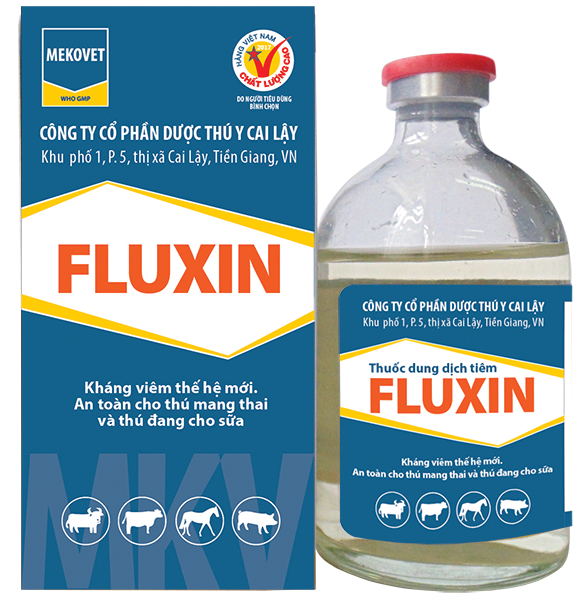 MEKOVET
WHO GMP
HÀNG VIỆT NAM
2017
CHẤT LƯỢNG CAO
DO NGƯỜI TIÊU DÙNG
BÌNH CHỌN
CÔNG TY CỔ PHẦN DƯỢC THÚ Y CAI LẬY
Khu phố 1, P. 5, thị xã Cai Lậy, Tiền Giang, VN
FLUXIN
Kháng viêm thế hệ mới.
An toàn cho thú mang thai
và thú đang cho sữa
MKV
CÔNG TY CỔ PHẦN DƯỢC THÚ Y CAI LẬY
Khu phố 1, P. 5, thị xã Cai Lậy, Tiền Giang, VN
Thuốc dung dịch tiêm
FLUXIN
Kháng viêm thế hệ mới.
An toàn cho thú mang thai và thú đang cho sữa